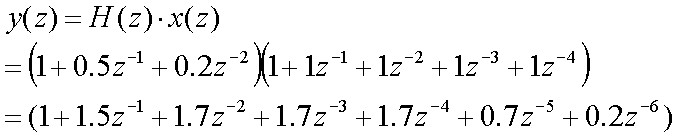 y(z) = H(z)·x(z)
= (1 + 0.5z⁻¹ + 0.2z⁻²)(1 + 1z⁻¹ + 1z⁻² + 1z⁻³ + 1z⁻⁴)
= (1 + 1.5z⁻¹ + 1.7z⁻² + 1.7z⁻³ + 1.7z⁻⁴ + 0.7z⁻⁵ + 0.2z⁻⁶)